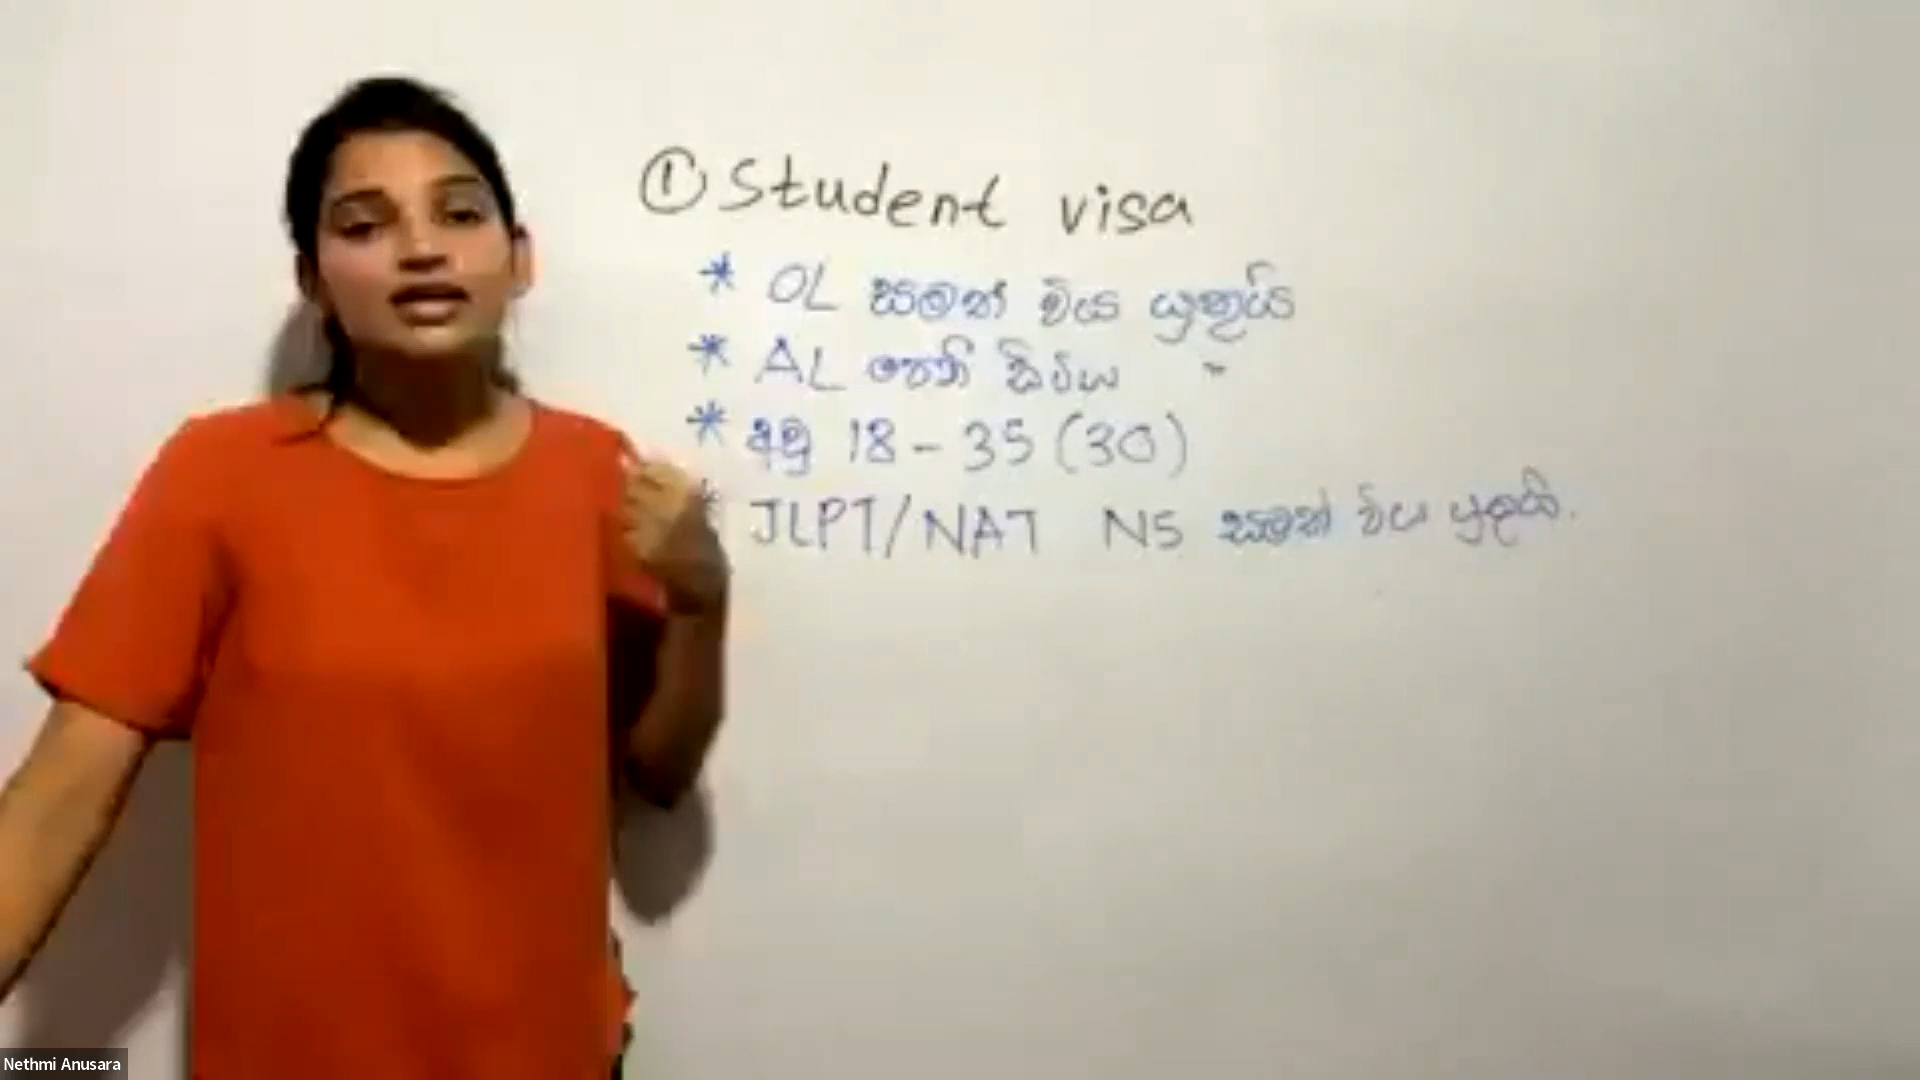 ① Student visa
* OL සමත් විය යුතුයි
* AL පෙනී සිටිය "
* අවු 18 - 35 (30)
* JLPT/NAT N5 සමත් විය යුතුයි.
Nethmi Anusara